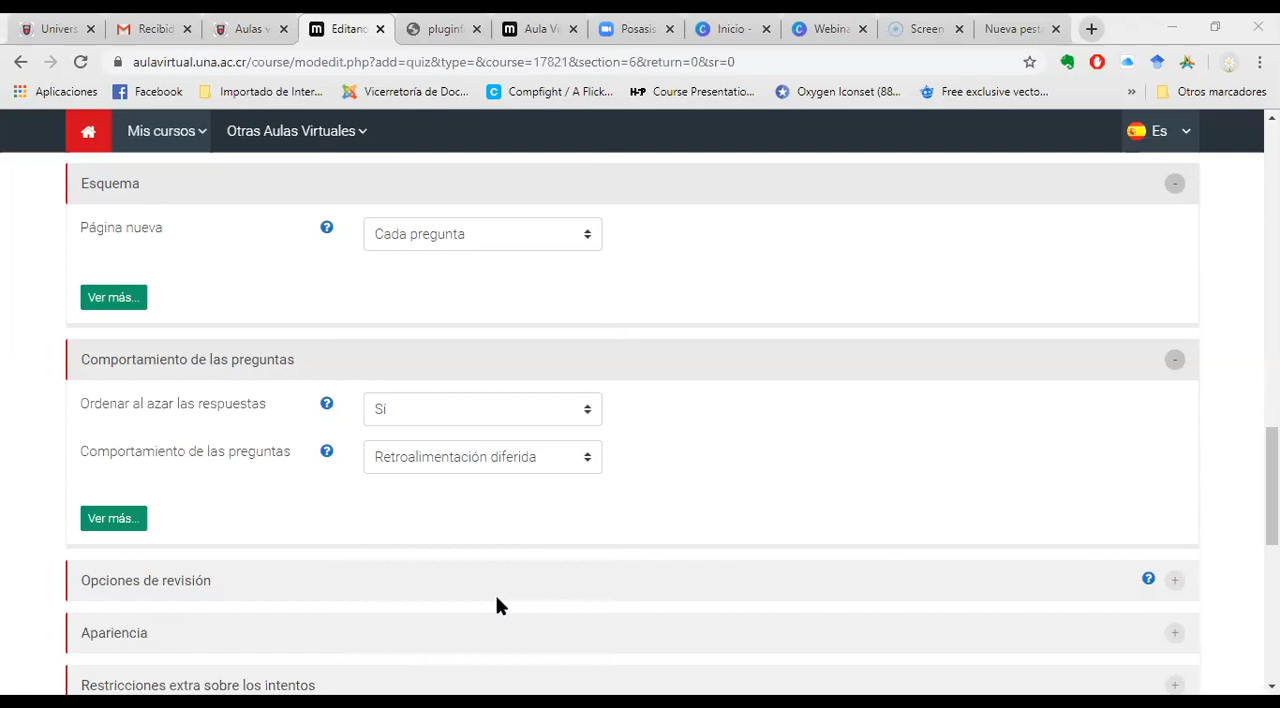 Univers
Recibid
Aulas v
Editand
pluginf
Aula Vi
Posasis
Inicio -
Webina
Screen
Nueva pest
aulavirtual.una.ac.cr/course/modedit.php?add=quiz&type=&course=17821&section=6&return=0&sr=0
Aplicaciones
Facebook
Importado de Inter...
Vicerretoría de Doc...
Compfight / A Flick...
Course Presentatio...
Oxygen Iconset (88...
Free exclusive vecto...
»
Otros marcadores
Mis cursos
Otras Aulas Virtuales
Es
Esquema
Página nueva
Cada pregunta
Ver más...
Comportamiento de las preguntas
Ordenar al azar las respuestas
Sí
Comportamiento de las preguntas
Retroalimentación diferida
Ver más...
Opciones de revisión
Apariencia
Restricciones extra sobre los intentos